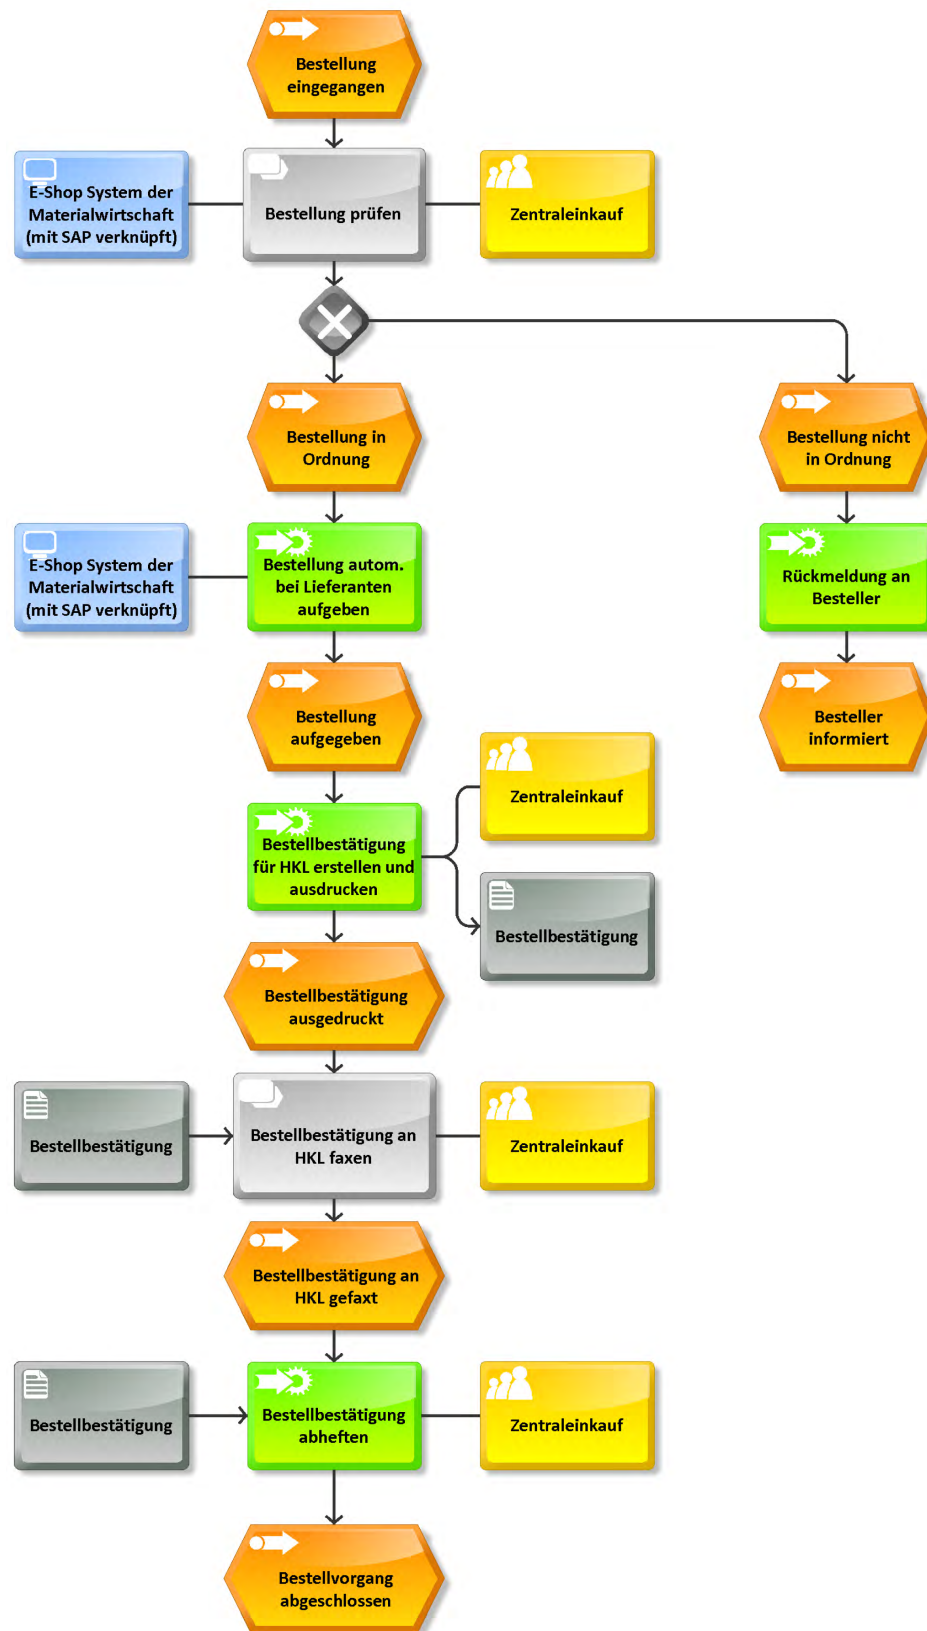 Bestellung
eingegangen
E-Shop System der
Materialwirtschaft
(mit SAP verknüpft)
Bestellung prüfen
Zentraleinkauf
Bestellung in
Ordnung
Bestellung nicht
in Ordnung
E-Shop System der
Materialwirtschaft
(mit SAP verknüpft)
Bestellung autom.
bei Lieferanten
aufgeben
Rückmeldung an
Besteller
Bestellung
aufgegeben
Besteller
informiert
Zentraleinkauf
Bestellbestätigung
für HKL erstellen und
ausdrucken
Bestellbestätigung
Bestellbestätigung
ausgedruckt
Bestellbestätigung
Bestellbestätigung an
HKL faxen
Zentraleinkauf
Bestellbestätigung an
HKL gefaxt
Bestellbestätigung
Bestellbestätigung
abheften
Zentraleinkauf
Bestellvorgang
abgeschlossen